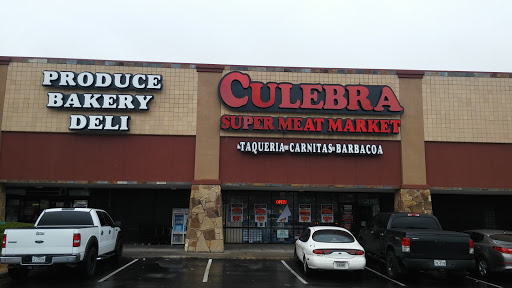 PRODUCE
BAKERY
DELI
CULEBRA
SUPER MEAT MARKET
TAQUERIA CARNITAS BARBACOA
OPEN